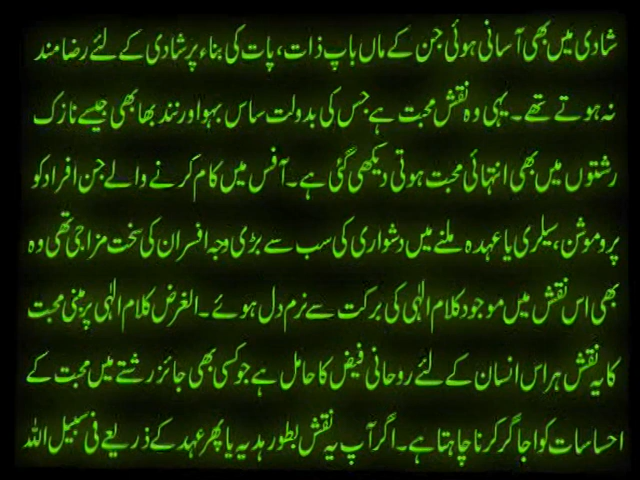 شادی میں بھی آسانی ہوئی جن کے ماں باپ ذات، پات کی بناء پر شادی کے لئے رضا مند
نہ ہوتے تھے۔ یہی وہ نقش محبت ہے جس کی بدولت ساس بہو اور نند بھابھی جیسے نازک
رشتوں میں بھی انتہائی محبت ہوتی دیکھی گئی ہے۔ آفس میں کام کرنے والے جن افراد کو
پروموشن، سیلری یا عہدہ ملنے میں دشواری کی سب سے بڑی وجہ افسران کی سخت مزاجی تھی وہ
بھی اس نقش میں موجود کلام الٰہی کی برکت سے نرم دل ہوئے۔ الغرض کلام الٰہی پر مبنی محبت
کا یہ نقش ہر اس انسان کے لئے روحانی فیض کا حامل ہے جو کسی بھی جائز رشتے میں محبت کے
احساسات کو اجاگر کرنا چاہتا ہے۔ اگر آپ یہ نقش بطور ہدیہ یا پھر عہد کے ذریعے فی سبیل اللہ